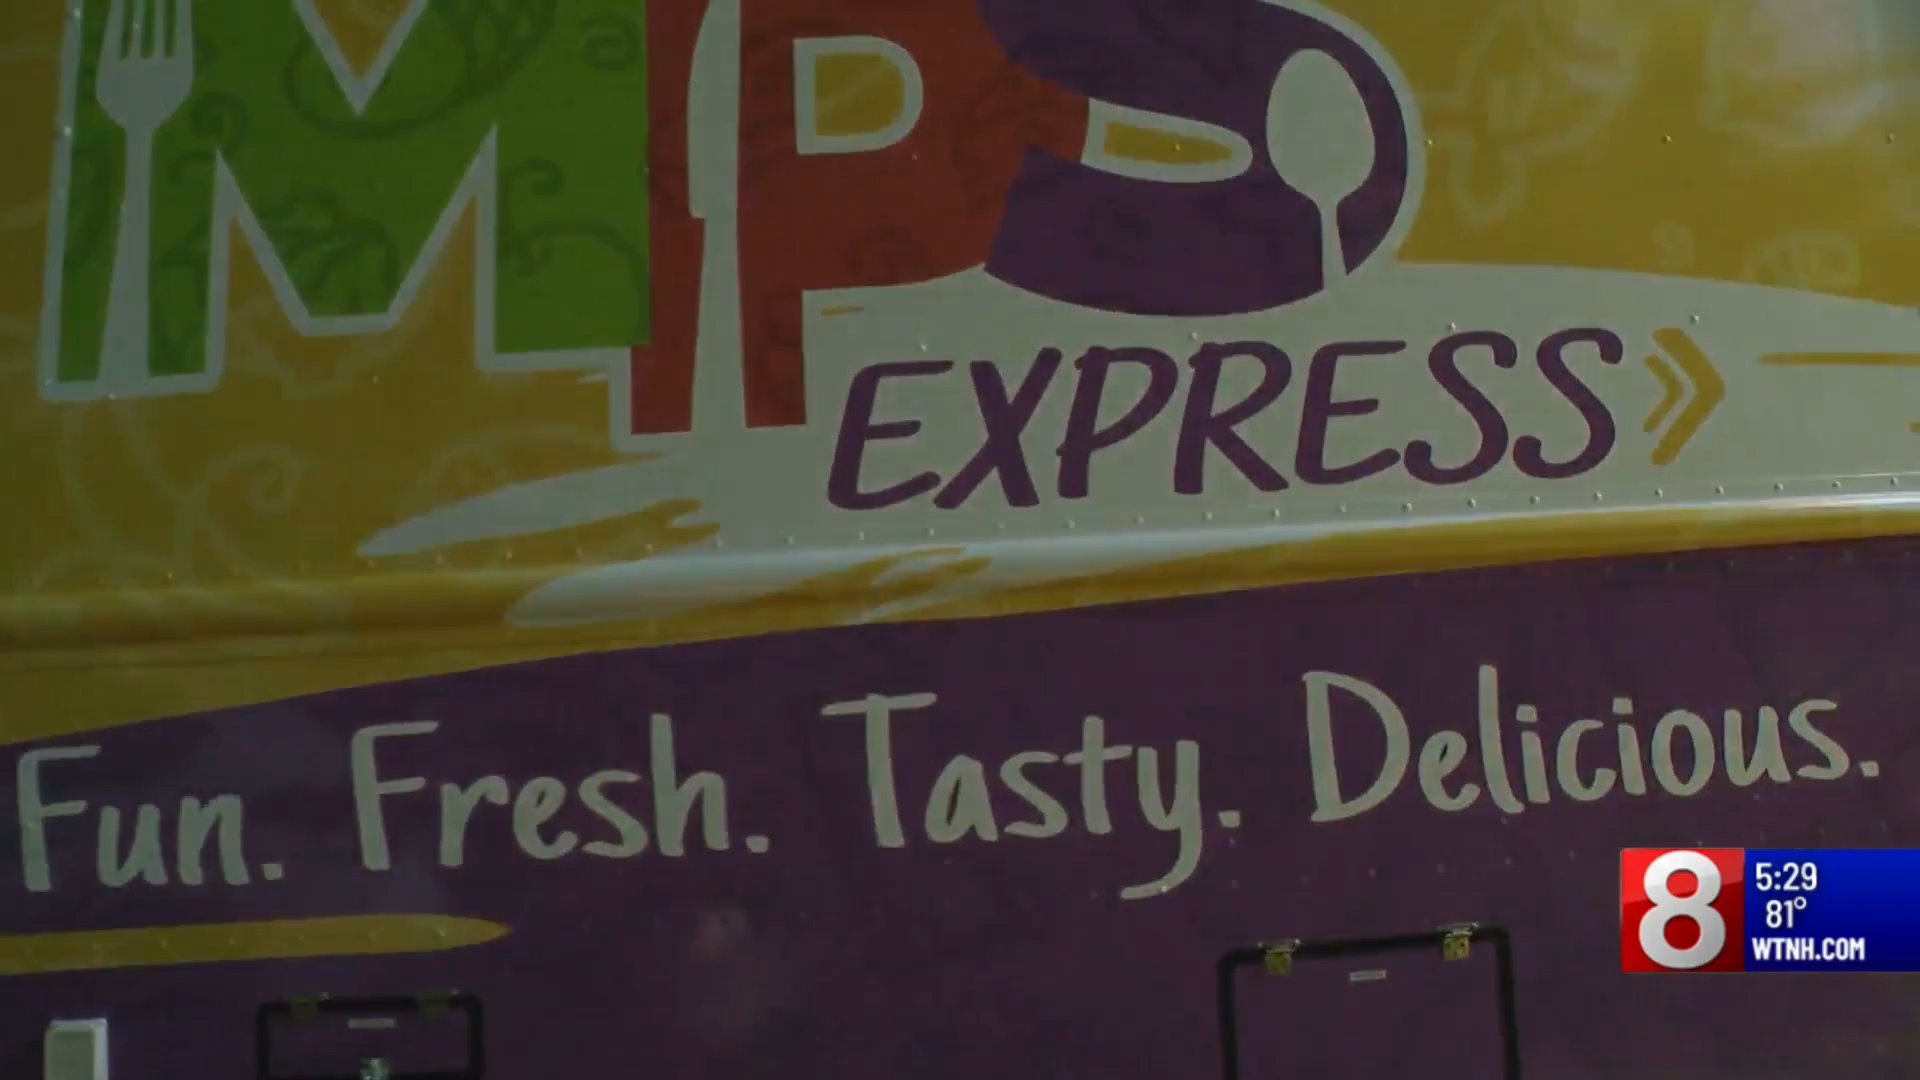 MPS
EXPRESS
Fun. Fresh. Tasty. Delicious.
8
5:29
81°
WTNH.COM